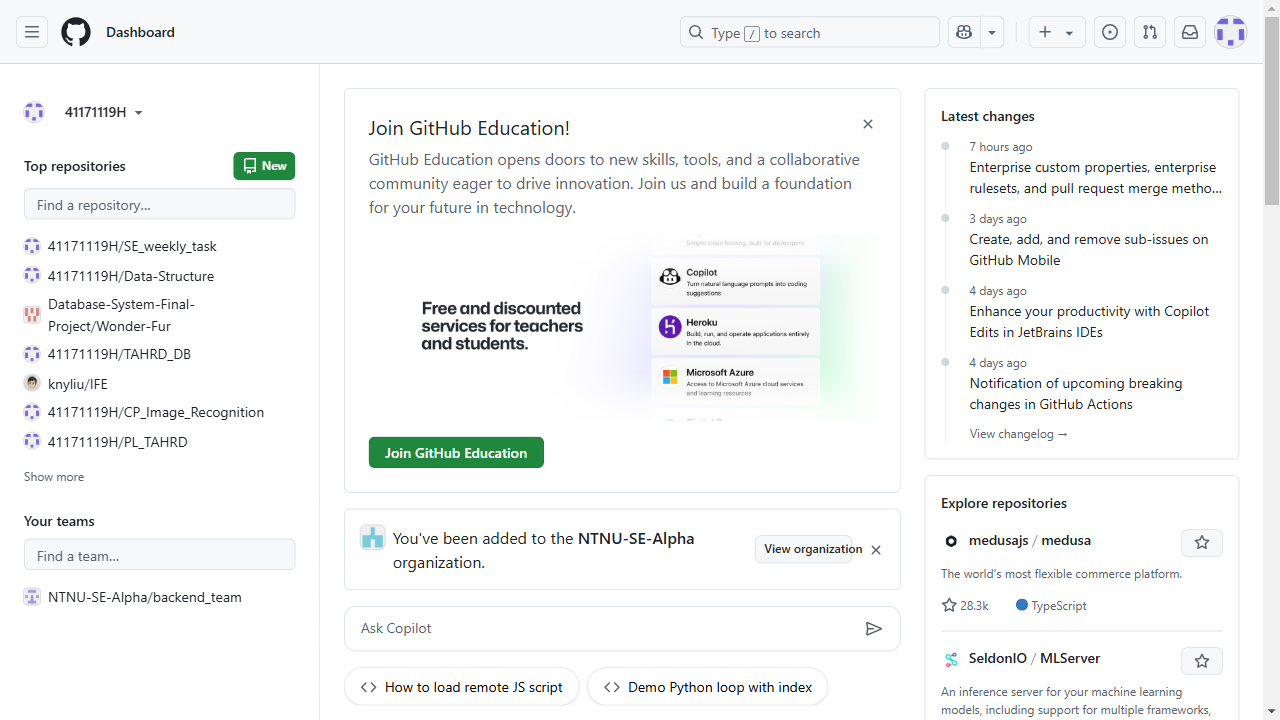 Dashboard
Type / to search
41171119H
Top repositories
New
Find a repository...
41171119H/SE_weekly_task
41171119H/Data-Structure
Database-System-Final-
Project/Wonder-Fur
41171119H/TAHRD_DB
knyliu/IFE
41171119H/CP_Image_Recognition
41171119H/PL_TAHRD
Show more
Your teams
Find a team...
NTNU-SE-Alpha/backend_team
Join GitHub Education!
GitHub Education opens doors to new skills, tools, and a collaborative
community eager to drive innovation. Join us and build a foundation
for your future in technology.
Free and discounted
services for teachers
and students.
Simple cloud hosting, built for developers
Copilot
Turn natural language prompts into coding
suggestions
Heroku
Build, run, and operate applications entirely
in the cloud.
Microsoft Azure
Access to Microsoft Azure cloud services
and learning resources
Join GitHub Education
You've been added to the NTNU-SE-Alpha
organization.
View organization
Ask Copilot
How to load remote JS script
Demo Python loop with index
Latest changes
7 hours ago
Enterprise custom properties, enterprise
rulesets, and pull request merge metho...
3 days ago
Create, add, and remove sub-issues on
GitHub Mobile
4 days ago
Enhance your productivity with Copilot
Edits in JetBrains IDEs
4 days ago
Notification of upcoming breaking
changes in GitHub Actions
View changelog →
Explore repositories
medusajs / medusa
The world's most flexible commerce platform.
28.3k
TypeScript
SeldonIO / MLServer
An inference server for your machine learning
models, including support for multiple frameworks,